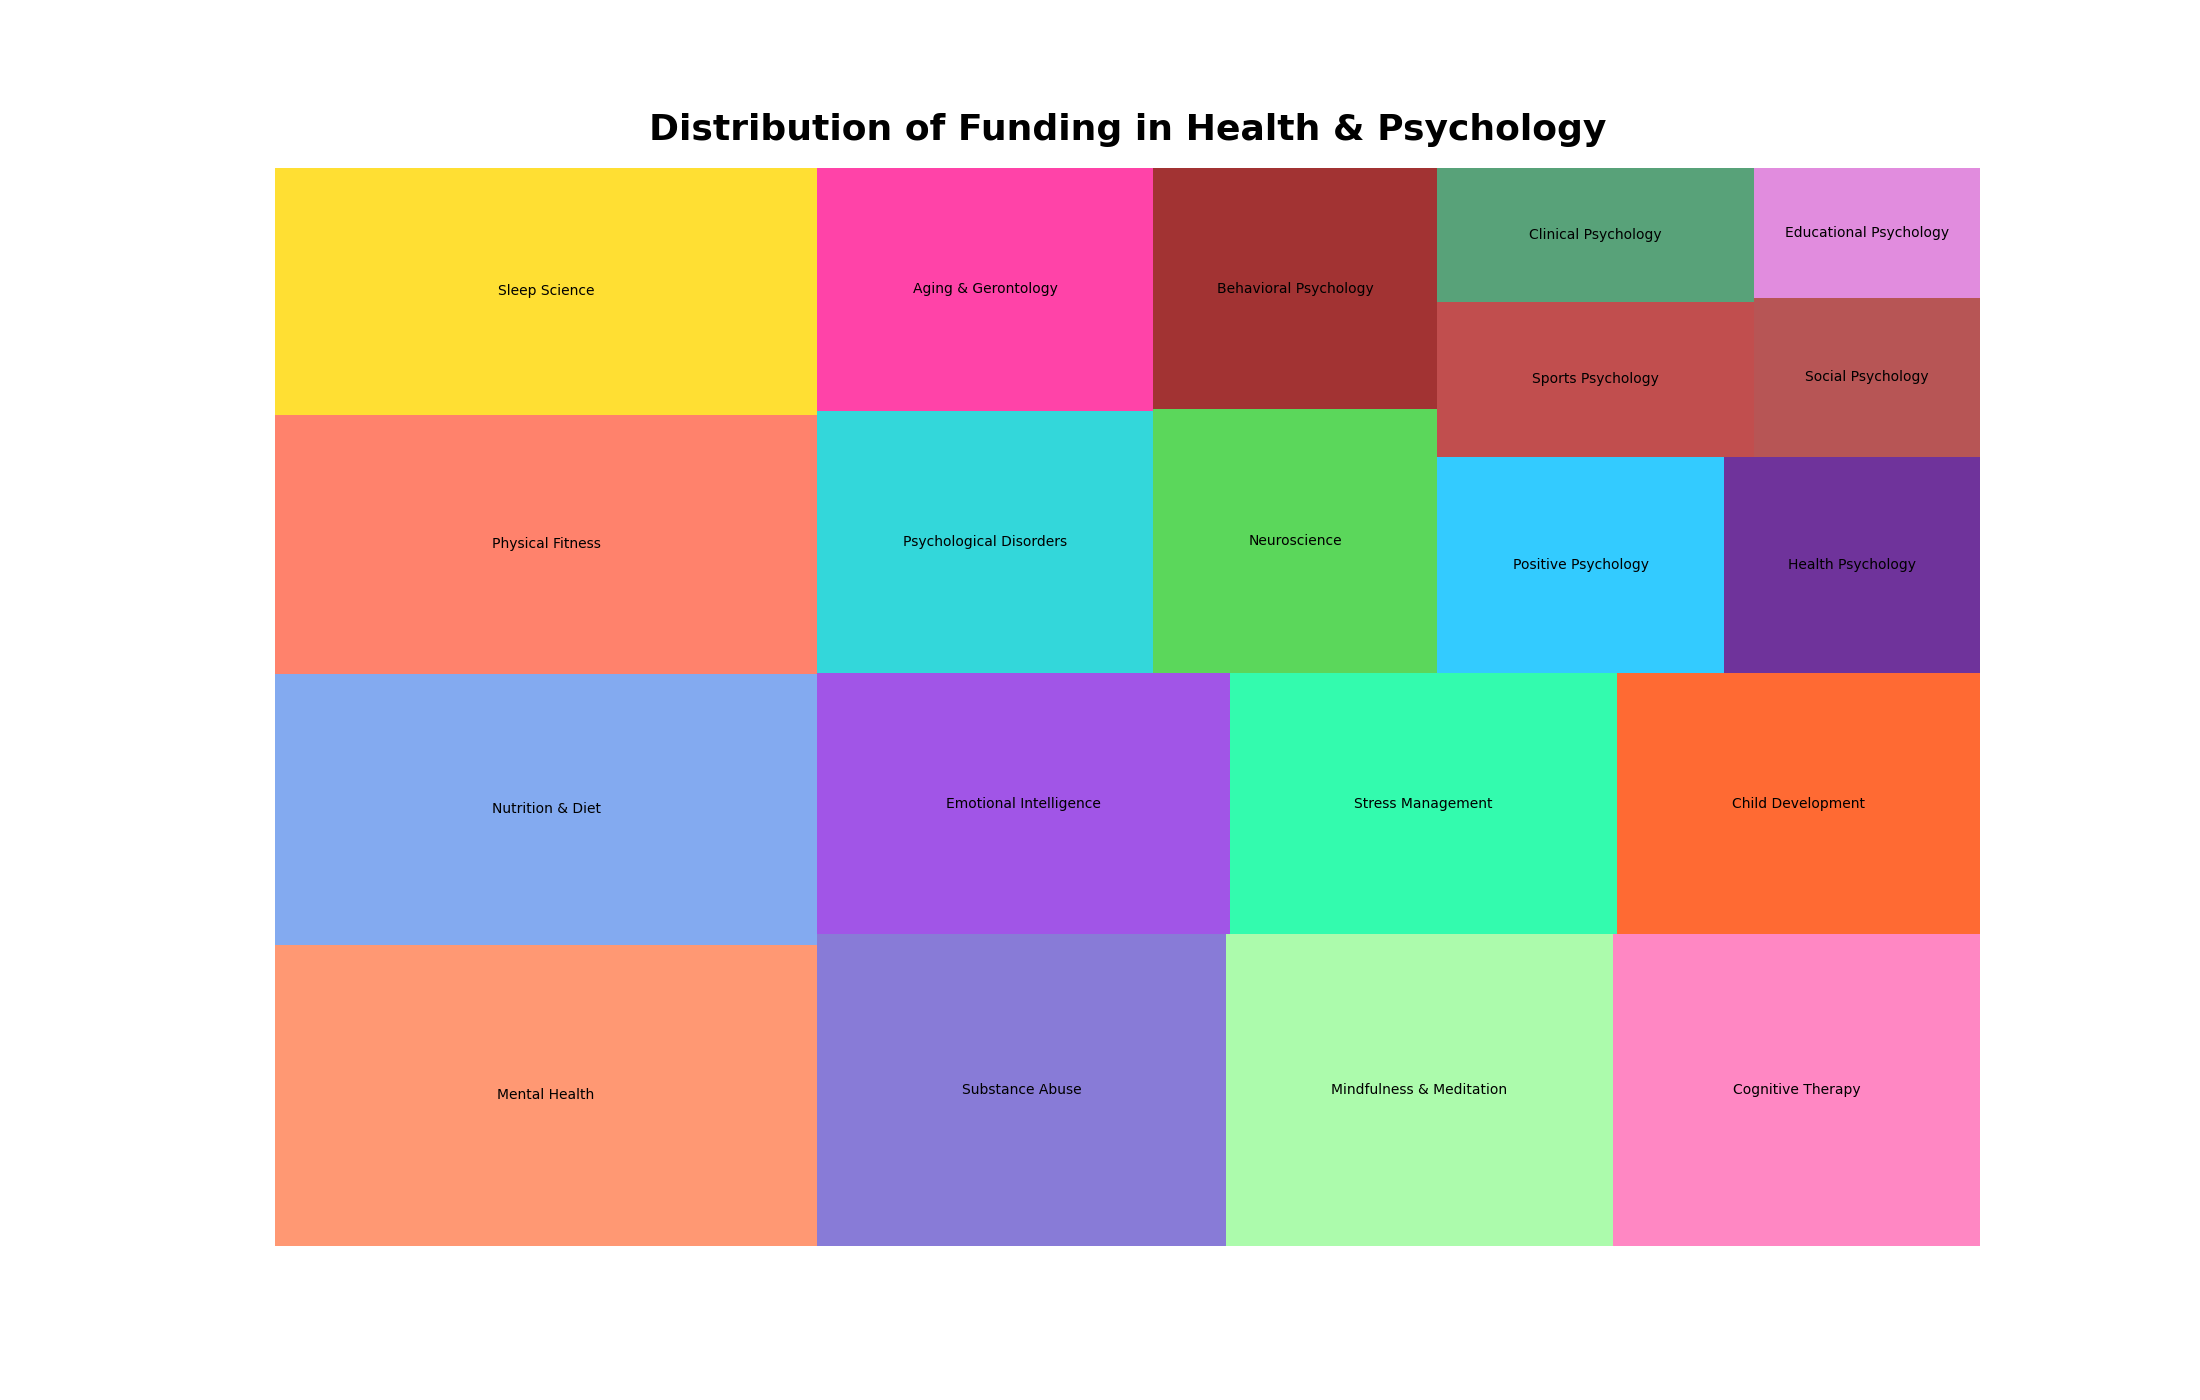 Distribution of Funding in Health & Psychology
Sleep Science
Aging & Gerontology
Behavioral Psychology
Clinical Psychology
Educational Psychology
Sports Psychology
Social Psychology
Physical Fitness
Psychological Disorders
Neuroscience
Positive Psychology
Health Psychology
Nutrition & Diet
Emotional Intelligence
Stress Management
Child Development
Mental Health
Substance Abuse
Mindfulness & Meditation
Cognitive Therapy